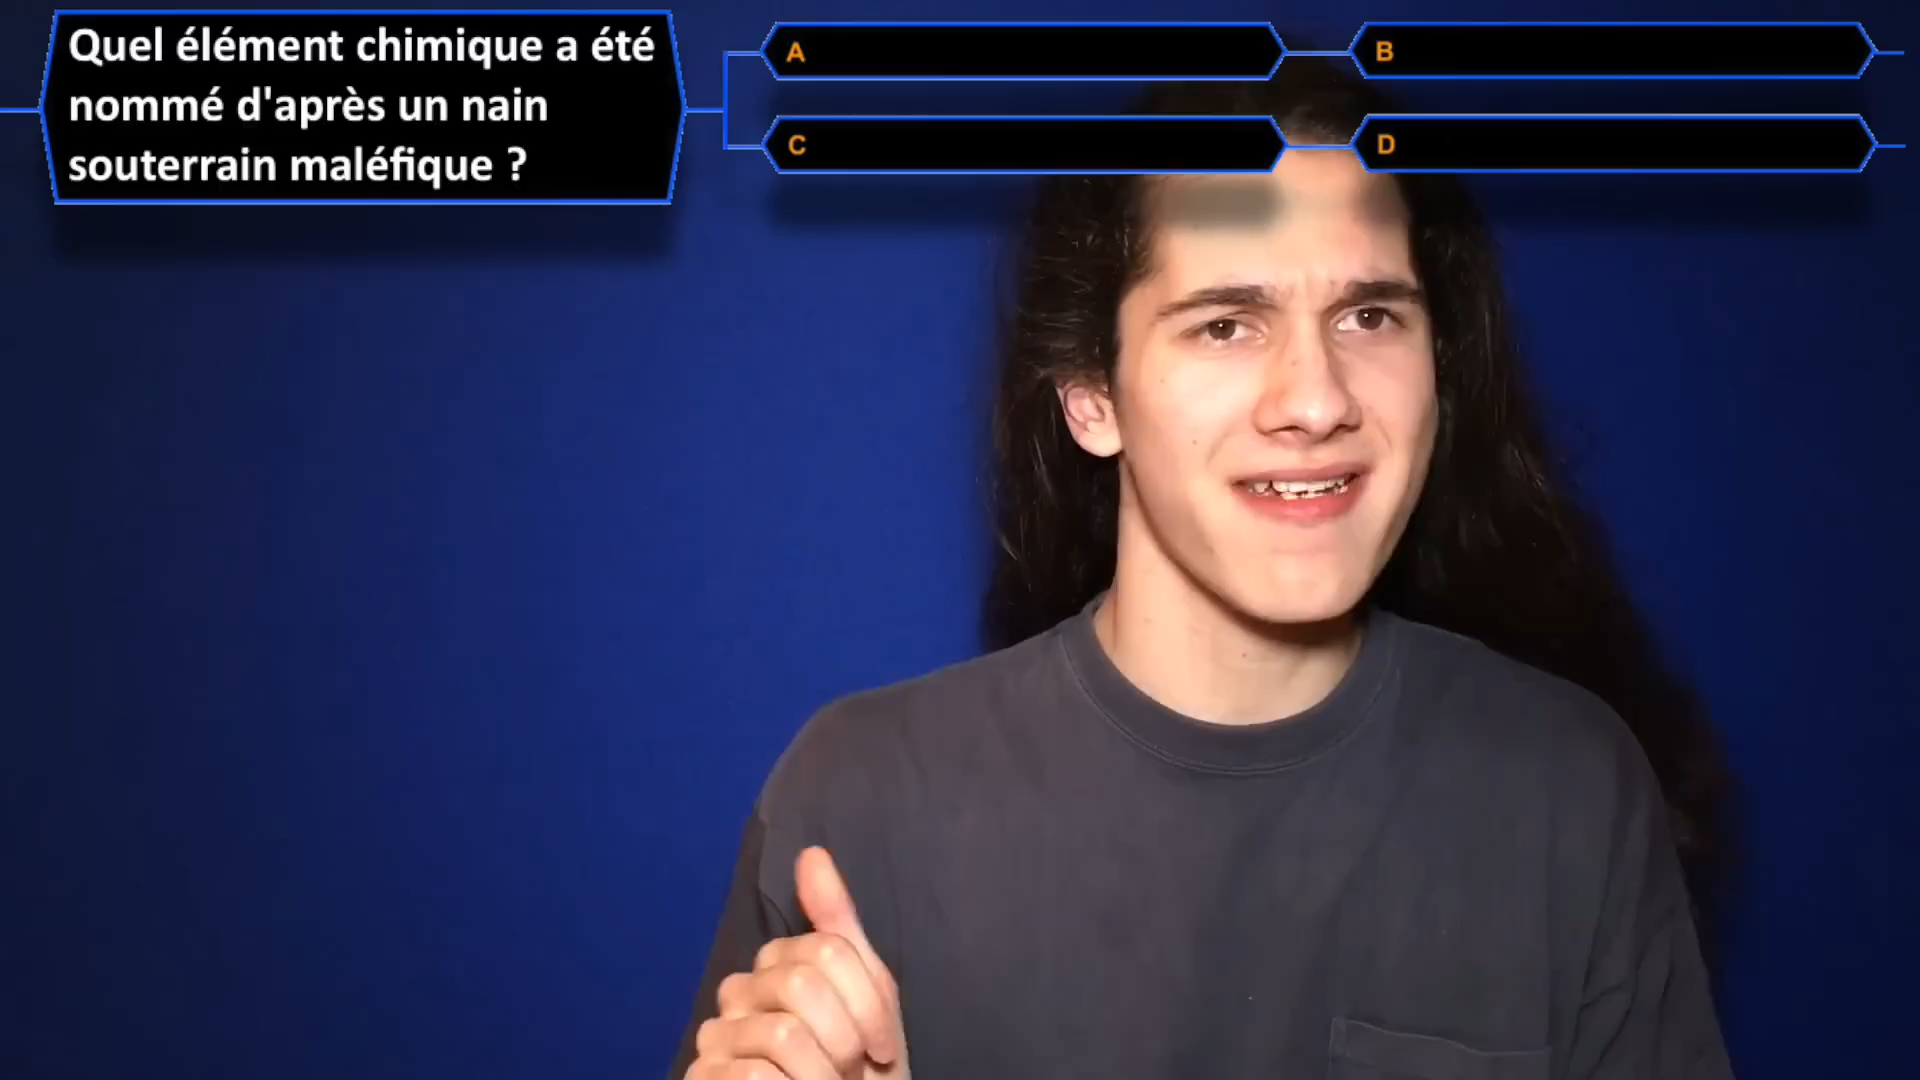 Quel élément chimique a été
nommé d'après un nain
souterrain maléfique ?
A
B
C
D